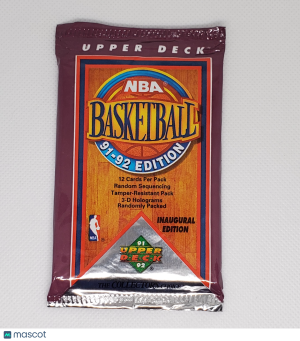 UPPER DECK
NBA
BASKETBALL
91-92 EDITION
12 Cards Per Pack
Random Sequencing
Tamper-Resistant Pack
3-D Holograms
Randomly Packed
INAUGURAL
EDITION
NBA
91
UPPER
DECK
92
mascot